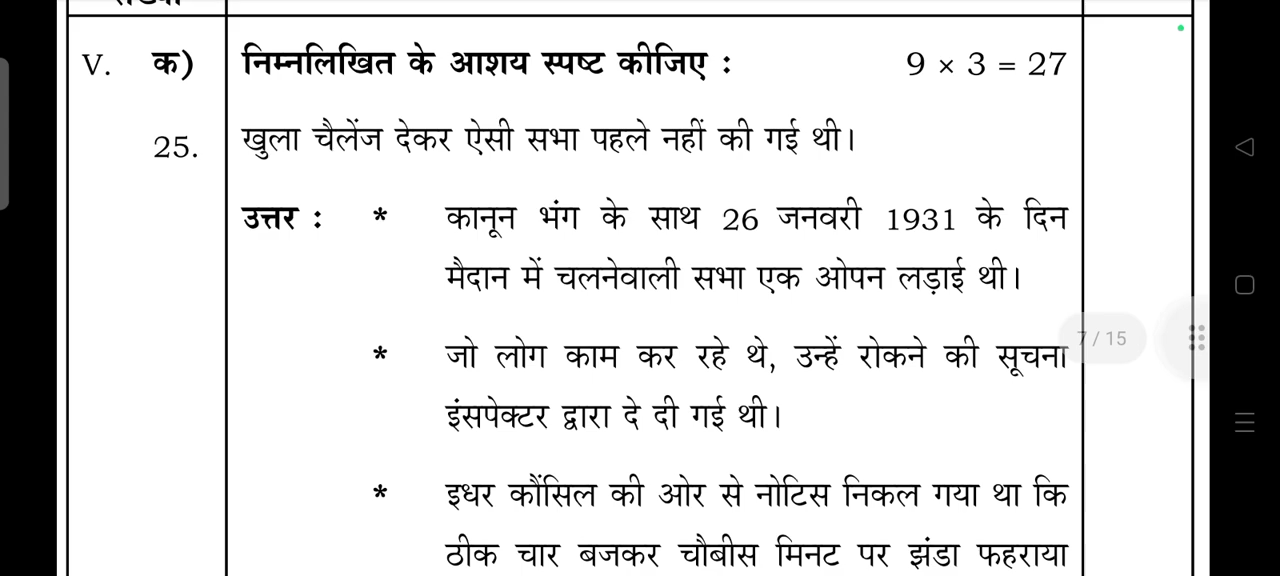 V. क) निम्नलिखित के आशय स्पष्ट कीजिए : 9 × 3 = 27
25. खुला चैलेंज देकर ऐसी सभा पहले नहीं की गई थी।
उत्तर : * कानून भंग के साथ 26 जनवरी 1931 के दिन
मैदान में चलनेवाली सभा एक ओपन लड़ाई थी।
7 / 15
* जो लोग काम कर रहे थे, उन्हें रोकने की सूचना
इंसपेक्टर द्वारा दे दी गई थी।
* इधर कौंसिल की ओर से नोटिस निकल गया था कि
ठीक चार बजकर चौबीस मिनट पर झंडा फहराया